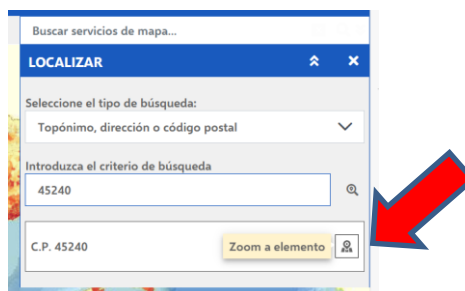 Buscar servicios de mapa...
LOCALIZAR
Seleccione el tipo de búsqueda:
Topónimo, dirección o código postal
Introduzca el criterio de búsqueda
45240
C.P. 45240 Zoom a elemento